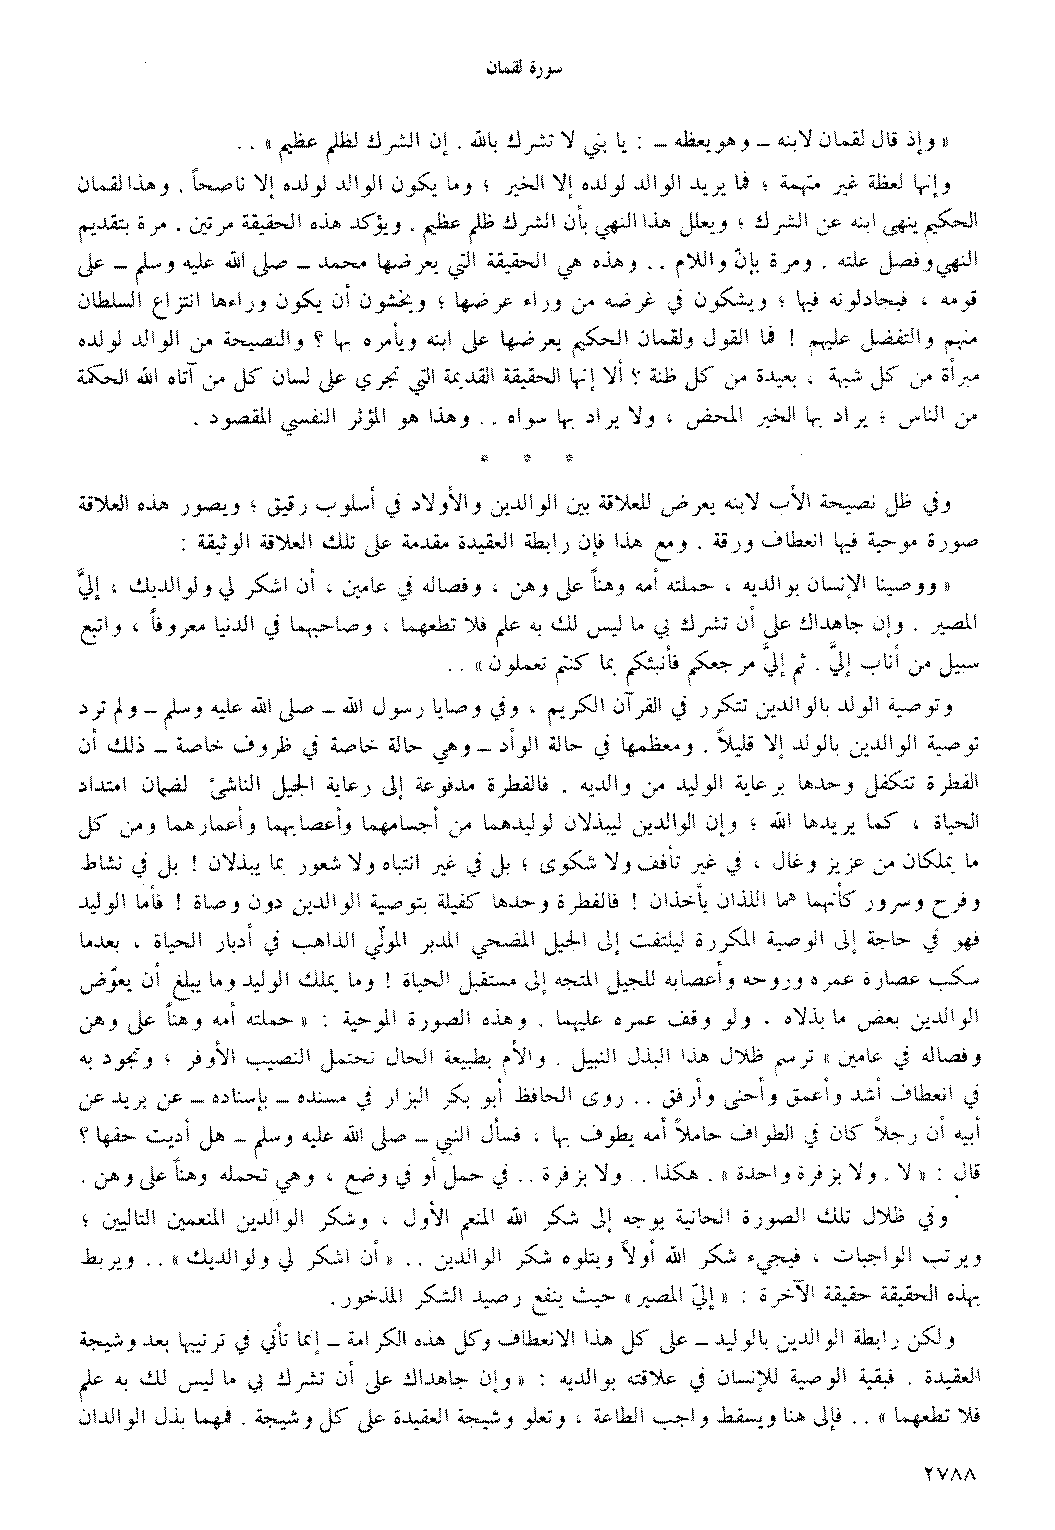 سورة لقمان
« وإذ قال لقمان لابنه – وهو يعظه – : يا بني لا تشرك بالله . إن الشرك لظلم عظيم » . .
وإنها لعظة غير متهمة ؛ فما يريد الوالد لولده إلا الخير ؛ وما يكون الوالد لولده إلا ناصحاً . وهذا لقمان
الحكيم ينهى ابنه عن الشرك ؛ ويعلل هذا النهي بأن الشرك ظلم عظيم . ويؤكد هذه الحقيقة مرتين . مرة بتقديم
النهي وفصل علته . ومرة بإنّ واللام . . وهذه هي الحقيقة التي يعرضها محمد – صلى الله عليه وسلم – على
قومه ، فيجادلونه فيها ؛ ويشكون في غرضه من وراء عرضها ؛ ويخشون أن يكون وراءها انتزاع السلطان
منهم والتفضل عليهم ! فما القول ولقمان الحكيم يعرضها على ابنه ويأمره بها ؟ والنصيحة من الوالد لولده
مبرأة من كل شبهة ، بعيدة من كل ظنة ؟ ألا إنها الحقيقة القديمة التي تجري على لسان كل من آتاه الله الحكمة
من الناس ؛ يراد بها الخير المحض ، ولا يراد بها سواه . . وهذا هو المؤثر النفسي المقصود .
* * *
وفي ظل نصيحة الأب لابنه يعرض للعلاقة بين الوالدين والأولاد في أسلوب رقيق ؛ ويصور هذه العلاقة
صورة موحية فيها انعطاف ورقة . ومع هذا فإن رابطة العقيدة مقدمة على تلك العلاقة الوثيقة :
« ووصينا الإنسان بوالديه ، حملته أمه وهناً على وهن ، وفصاله في عامين ، أن اشكر لي ولوالديك ، إليَّ
المصير . وإن جاهداك على أن تشرك بي ما ليس لك به علم فلا تطعهما ، وصاحبهما في الدنيا معروفاً ، واتبع
سبيل من أناب إليَّ . ثم إليَّ مرجعكم فأنبئكم بما كنتم تعملون » . .
وتوصية الولد بالوالدين تتكرر في القرآن الكريم ، وفي وصايا رسول الله – صلى الله عليه وسلم – ولم ترد
توصية الوالدين بالولد إلا قليلاً . ومعظمها في حالة الوأد – وهي حالة خاصة في ظروف خاصة – ذلك أن
الفطرة تتكفل وحدها برعاية الوليد من والديه . فالفطرة مدفوعة إلى رعاية الجيل الناشئ لضمان امتداد
الحياة ، كما يريدها الله ؛ وإن الوالدين ليبذلان لوليدهما من أجسامهما وأعصابهما وأعمارهما ومن كل
ما يملكان من عزيز وغال ، في غير تأفف ولا شكوى ؛ بل في غير انتباه ولا شعور بما يبذلان ! بل في نشاط
وفرح وسرور كأنهما هما اللذان يأخذان ! فالفطرة وحدها كفيلة بتوصية الوالدين دون وصاة ! فأما الوليد
فهو في حاجة إلى الوصية المكررة ليلتفت إلى الجيل المضحي المدبر المولّي الذاهب في أدبار الحياة ، بعدما
سكب عصارة عمره وروحه وأعصابه للجيل المتجه إلى مستقبل الحياة ! وما يملك الوليد وما يبلغ أن يعوّض
الوالدين بعض ما بذلاه ، ولو وقف عمره عليهما . وهذه الصورة الموحية : « حملته أمه وهناً على وهن
وفصاله في عامين » ترسم ظلال هذا البذل النبيل . والأم بطبيعة الحال تحتمل النصيب الأوفر ؛ وتجود به
في انعطاف أشد وأعمق وأحنى وأرفق . . روى الحافظ أبو بكر البزار في مسنده – بإسناده – عن بريد عن
أبيه أن رجلاً كان في الطواف حاملاً أمه يطوف بها ، فسأل النبي – صلى الله عليه وسلم – هل أديت حقها ؟
قال : « لا . ولا بزفرة واحدة » . هكذا . . ولا بزفرة . . في حمل أو في وضع ، وهي تحمله وهناً على وهن .
وفي ظلال تلك الصورة الحانية يوجه إلى شكر الله المنعم الأول ، وشكر الوالدين المنعمين التاليين ؛
ويرتب الواجبات ، فيجيء شكر الله أولاً ويتلوه شكر الوالدين . . « أن اشكر لي ولوالديك » . . ويربط
بهذه الحقيقة حقيقة الآخرة : « إليّ المصير » حيث ينفع رصيد الشكر المذخور .
ولكن رابطة الوالدين بالوليد – على كل هذا الانعطاف وكل هذه الكرامة – إنما تأتي في ترتيبها بعد وشيجة
العقيدة . فبقية الوصية للإنسان في علاقته بوالديه : « وإن جاهداك على أن تشرك بي ما ليس لك به علم
فلا تطعهما » . . فإلى هنا ويسقط واجب الطاعة ، وتعلو وشيجة العقيدة على كل وشيجة . فمهما بذل الوالدان
٢٧٨٨